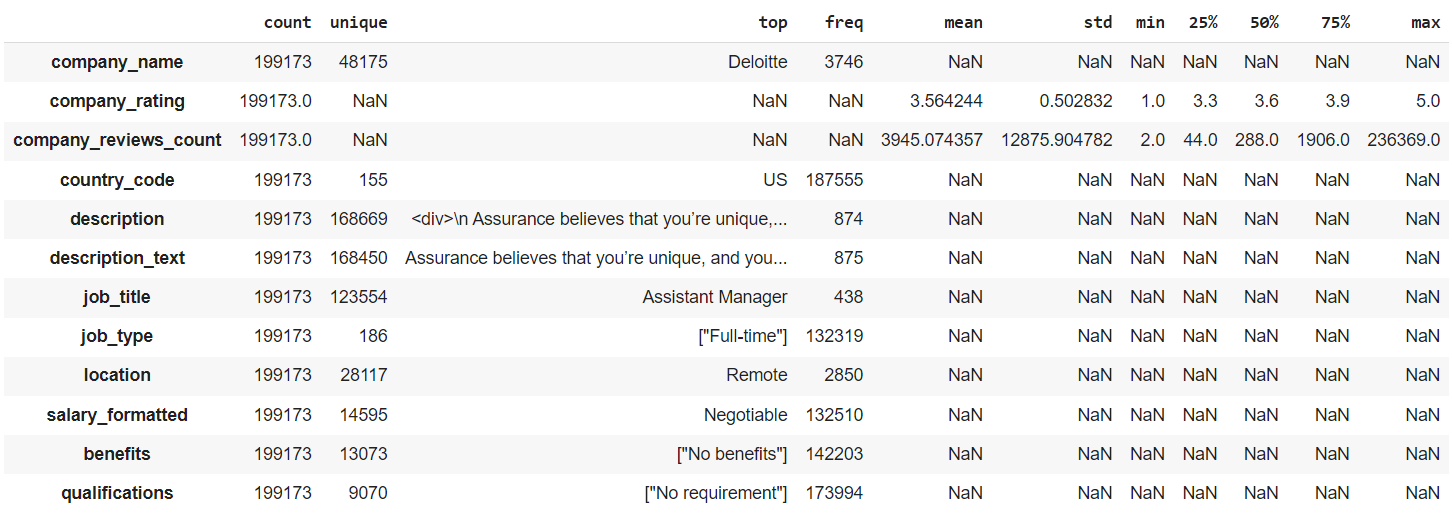 count unique top freq mean std min 25% 50% 75% max
company_name 199173 48175 Deloitte 3746 NaN NaN NaN NaN NaN NaN NaN
company_rating 199173.0 NaN NaN NaN 3.564244 0.502832 1.0 3.3 3.6 3.9 5.0
company_reviews_count 199173.0 NaN NaN NaN 3945.074357 12875.904782 2.0 44.0 288.0 1906.0 236369.0
country_code 199173 155 US 187555 NaN NaN NaN NaN NaN NaN NaN
description 199173 168669 <div>\n Assurance believes that you’re unique,... 874 NaN NaN NaN NaN NaN NaN NaN
description_text 199173 168450 Assurance believes that you’re unique, and you... 875 NaN NaN NaN NaN NaN NaN NaN
job_title 199173 123554 Assistant Manager 438 NaN NaN NaN NaN NaN NaN NaN
job_type 199173 186 ["Full-time"] 132319 NaN NaN NaN NaN NaN NaN NaN
location 199173 28117 Remote 2850 NaN NaN NaN NaN NaN NaN NaN
salary_formatted 199173 14595 Negotiable 132510 NaN NaN NaN NaN NaN NaN NaN
benefits 199173 13073 ["No benefits"] 142203 NaN NaN NaN NaN NaN NaN NaN
qualifications 199173 9070 ["No requirement"] 173994 NaN NaN NaN NaN NaN NaN NaN